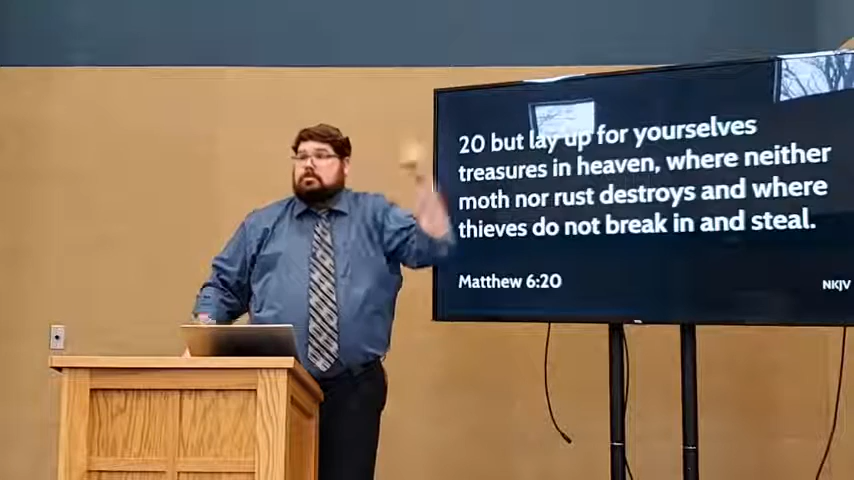 20 but lay up for yourselves
treasures in heaven, where neither
moth nor rust destroys and where
thieves do not break in and steal.
Matthew 6:20
NKJV